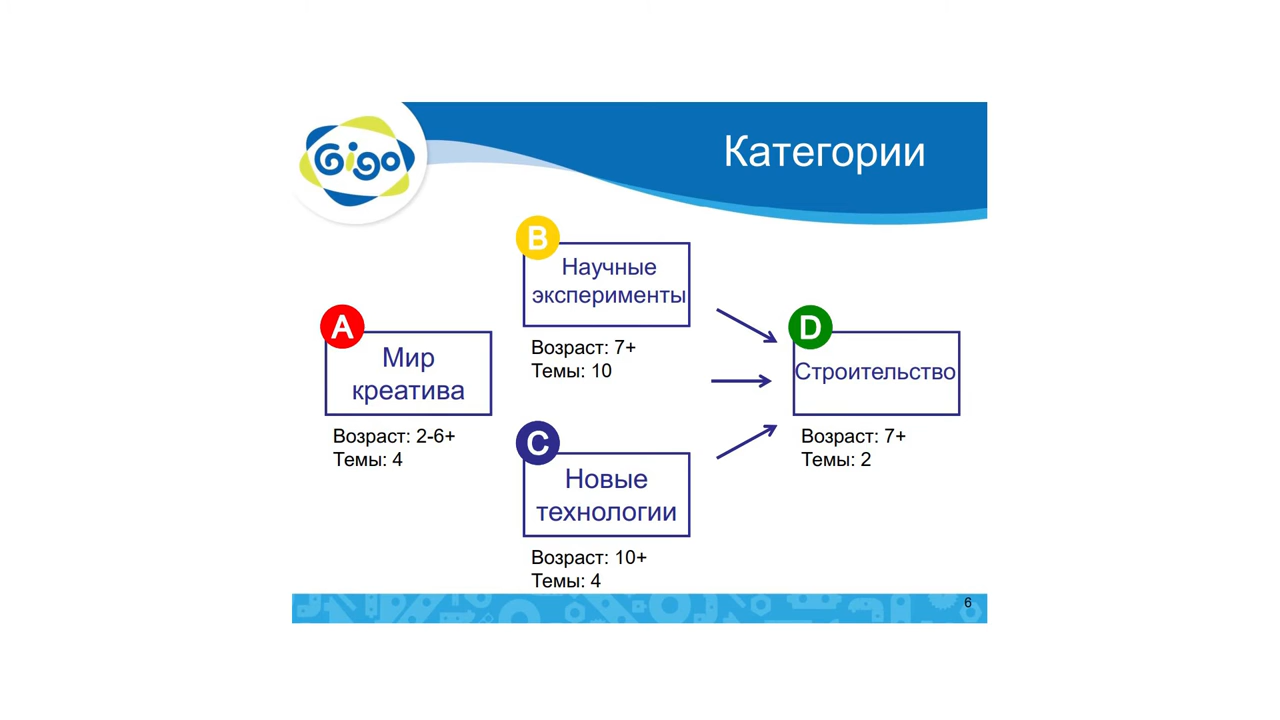 Gigo
Категории
A
Мир
креатива
Возраст: 2-6+
Темы: 4
B
Научные
эксперименты
Возраст: 7+
Темы: 10
C
Новые
технологии
Возраст: 10+
Темы: 4
D
Строительство
Возраст: 7+
Темы: 2
6